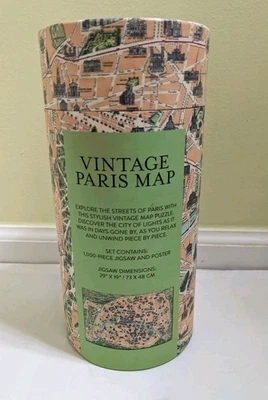 VINTAGE
PARIS MAP
EXPLORE THE STREETS OF PARIS WITH
THIS STYLISH VINTAGE MAP PUZZLE.
DISCOVER THE CITY OF LIGHTS AS IT
WAS IN DAYS GONE BY, AS YOU RELAX
AND UNWIND PIECE BY PIECE.
SET CONTAINS:
1,000-PIECE JIGSAW AND POSTER
JIGSAW DIMENSIONS:
29" X 19" / 73 X 48 CM